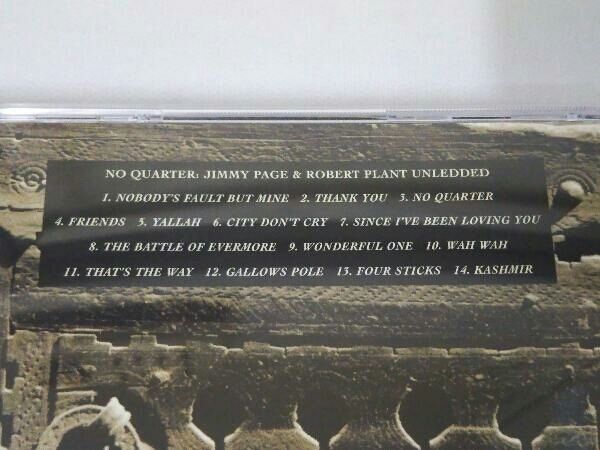 NO QUARTER: JIMMY PAGE & ROBERT PLANT UNLEDDED
1. NOBODY'S FAULT BUT MINE 2. THANK YOU 3. NO QUARTER
4. FRIENDS 5. YALLAH 6. CITY DON'T CRY 7. SINCE I'VE BEEN LOVING YOU
8. THE BATTLE OF EVERMORE 9. WONDERFUL ONE 10. WAH WAH
11. THAT'S THE WAY 12. GALLOWS POLE 13. FOUR STICKS 14. KASHMIR